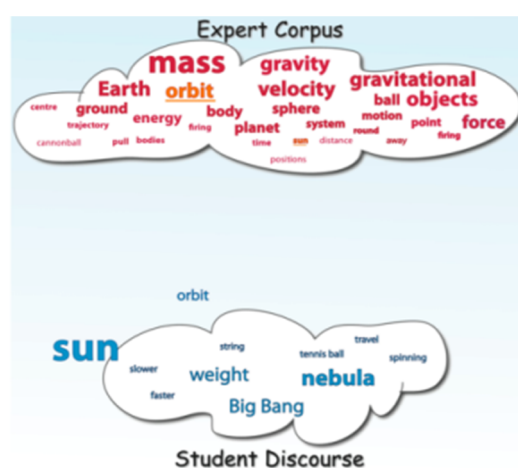 Expert Corpus
mass gravity
Earth orbit velocity gravitational
centre ground body sphere ball objects
trajectory energy firing planet system motion point force
cannonball pull bodies time sun distance round away firing
positions
orbit
sun string travel
slower weight tennis ball spinning
faster nebula
Big Bang
Student Discourse